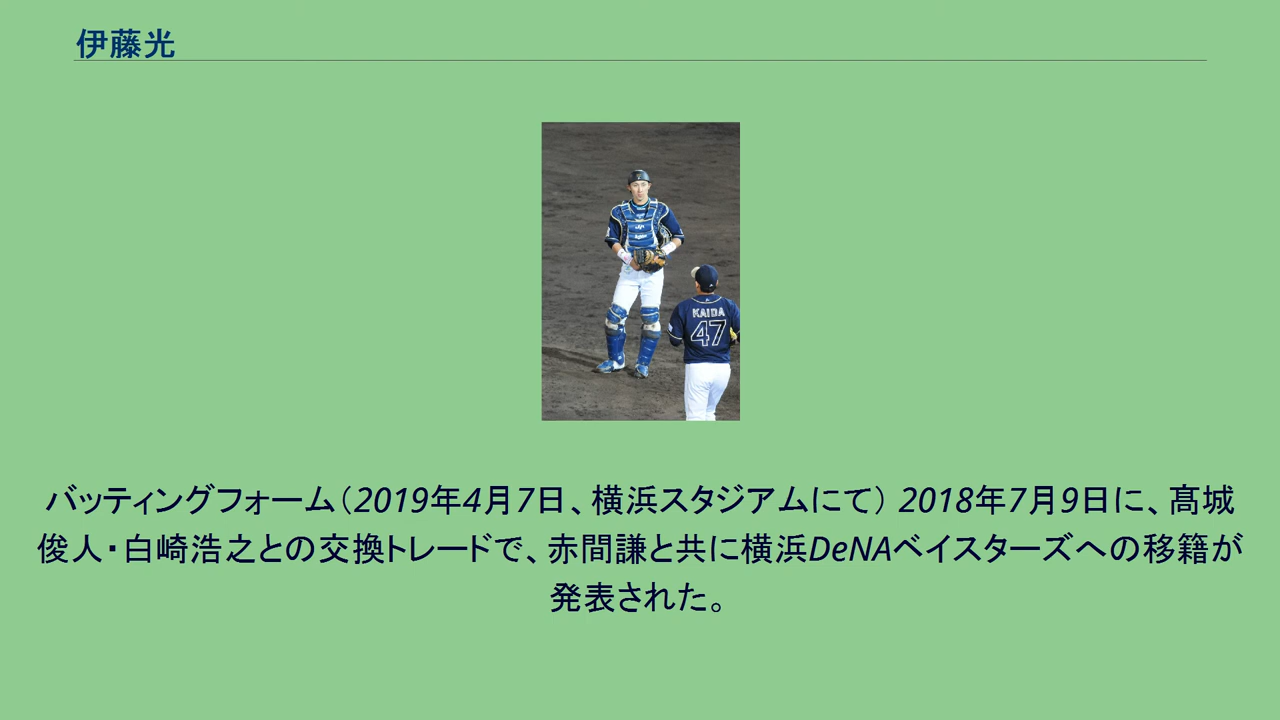 伊藤光
KAIDA
47
バッティングフォーム（2019年4月7日、横浜スタジアムにて） 2018年7月9日に、髙城
俊人・白崎浩之との交換トレードで、赤間謙と共に横浜DeNAベイスターズへの移籍が
発表された。